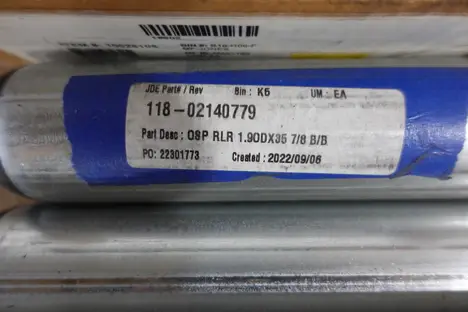 JDE Part# / Rev Bin : K5 UM : EA
118-02140779
Part Desc : OSP RLR 1.90DX35 7/8 B/B
PO: 22301773 Created : 2022/09/06